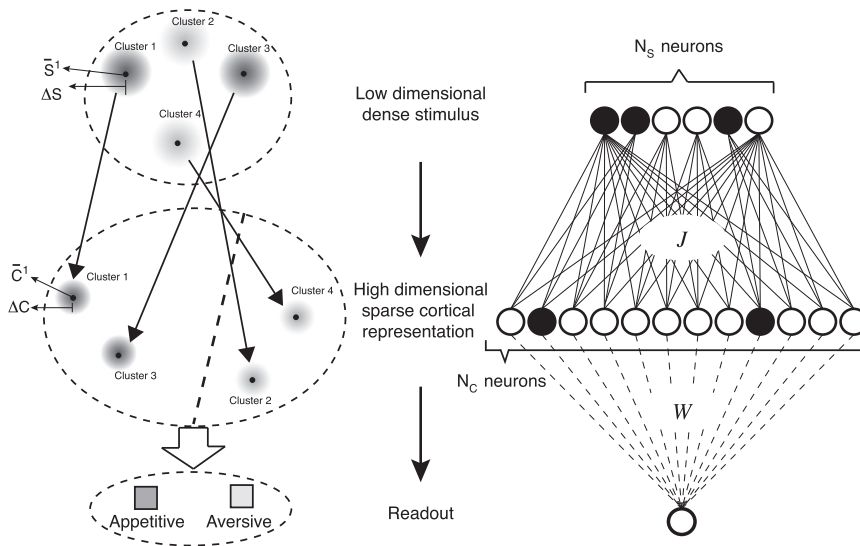 Cluster 2
Cluster 1
Cluster 3
S̄¹
ΔS
Cluster 4
Low dimensional
dense stimulus
N_S neurons
J
C̄¹
Cluster 1
ΔC
Cluster 4
Cluster 3
Cluster 2
High dimensional
sparse cortical
representation
N_C neurons
W
Appetitive
Aversive
Readout